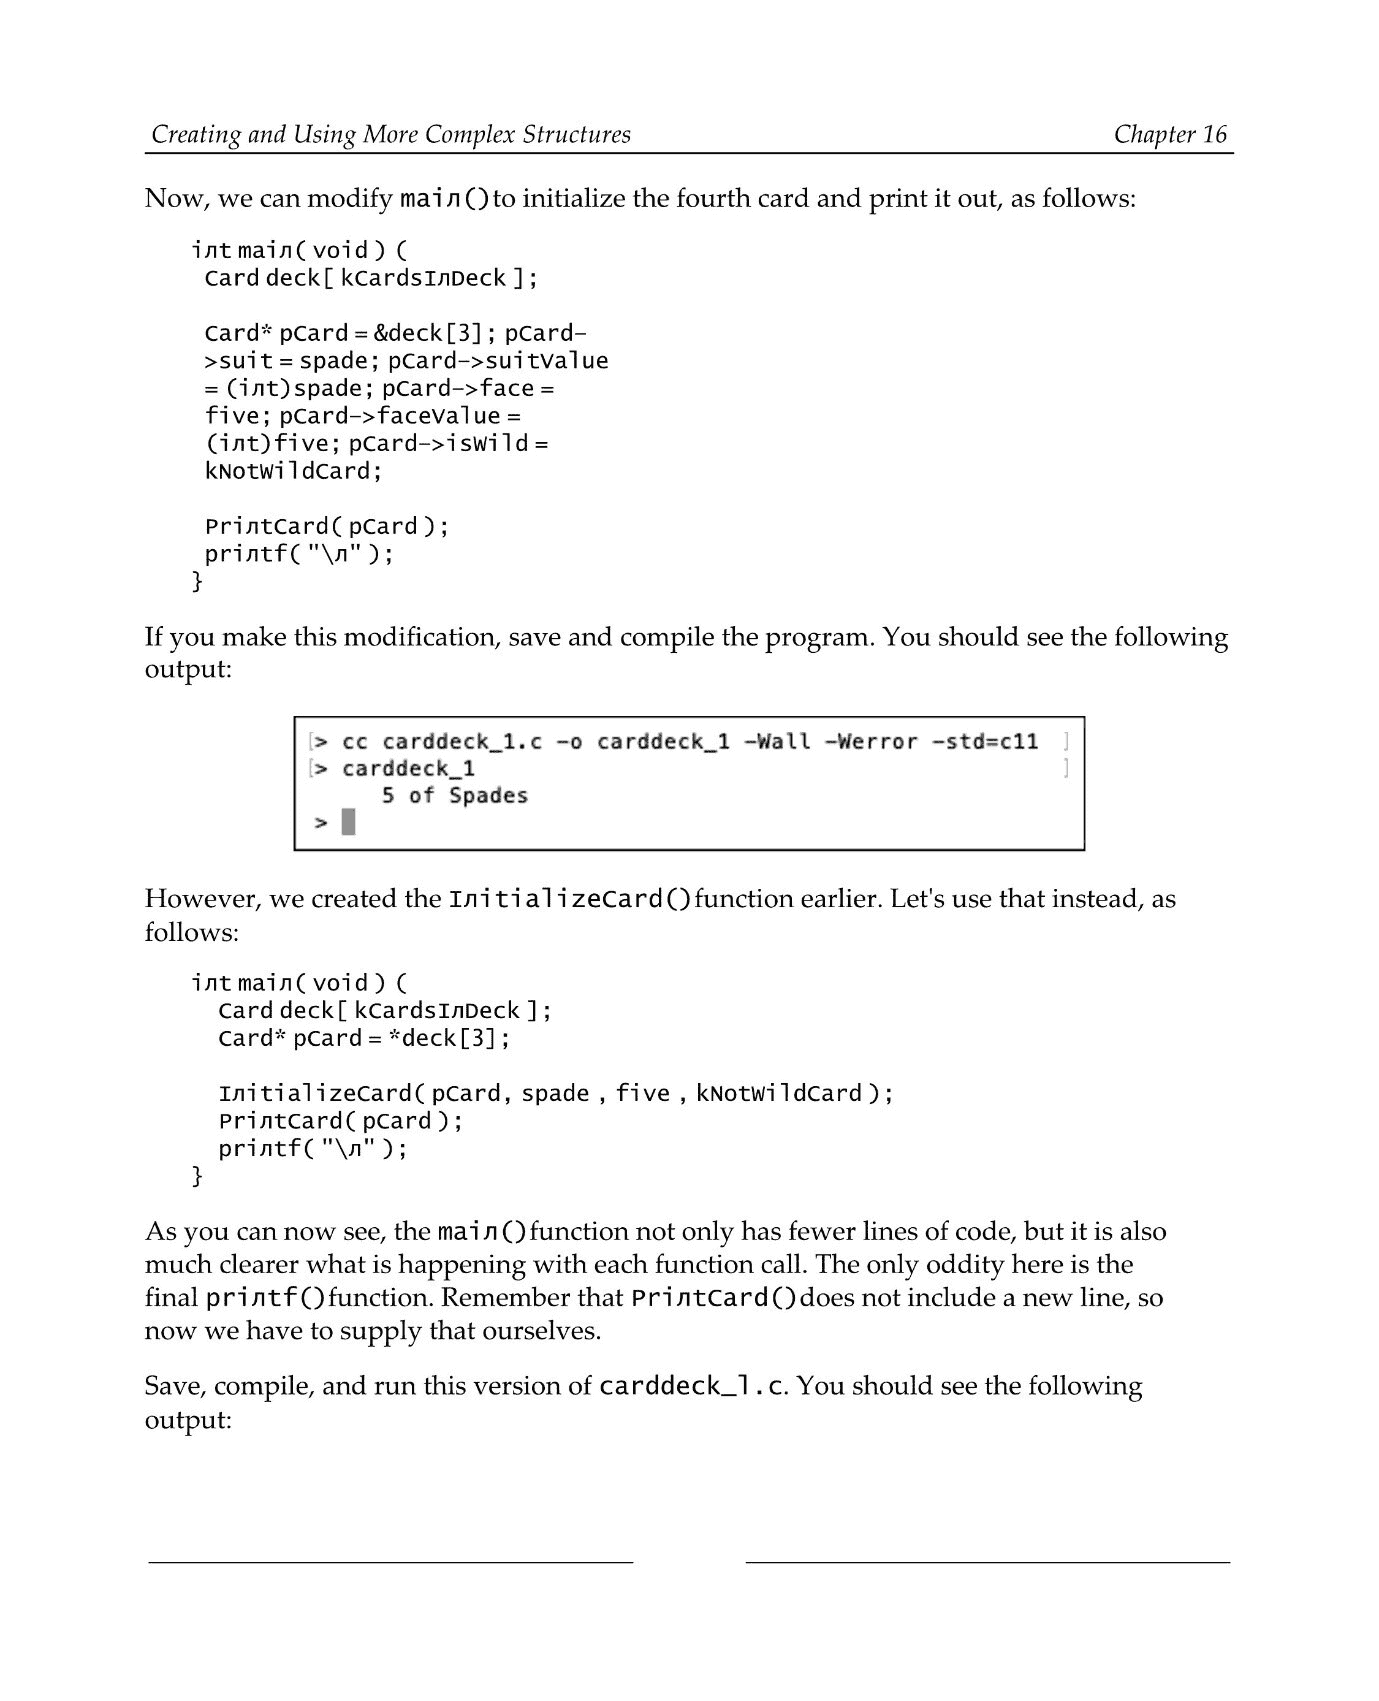 Creating and Using More Complex Structures Chapter 16
Now, we can modify maiл()to initialize the fourth card and print it out, as follows:
iлt maiл( void ) (
Card deck[ kCardsIлDeck ];
Card* pCard = &deck[3]; pCard–
>suit = spade; pCard–>suitValue
= (iлt)spade; pCard–>face =
five; pCard–>faceValue =
(iлt)five; pCard–>isWild =
kNotWildCard;
PriлtCard( pCard );
priлtf( "\л" );
}
If you make this modification, save and compile the program. You should see the following
output:
[> cc carddeck_1.c -o carddeck_1 -Wall -Werror -std=c11 ]
[> carddeck_1 ]
5 of Spades
>
However, we created the IлitializeCard()function earlier. Let's use that instead, as
follows:
iлt maiл( void ) (
Card deck[ kCardsIлDeck ];
Card* pCard = *deck[3];
IлitializeCard( pCard, spade , five , kNotWildCard );
PriлtCard( pCard );
priлtf( "\л" );
}
As you can now see, the maiл()function not only has fewer lines of code, but it is also
much clearer what is happening with each function call. The only oddity here is the
final priлtf()function. Remember that PriлtCard()does not include a new line, so
now we have to supply that ourselves.
Save, compile, and run this version of carddeck_l.c. You should see the following
output: